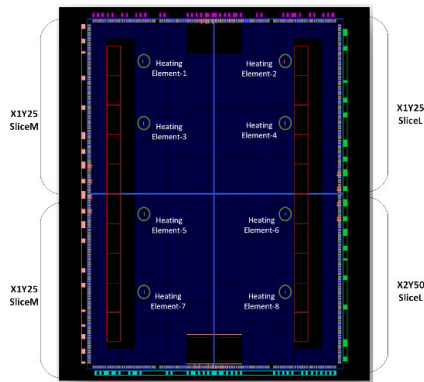 Heating
Element-1
Heating
Element-2
X1Y25
SliceM
X1Y25
SliceL
Heating
Element-3
Heating
Element-4
Heating
Element-5
Heating
Element-6
X1Y25
SliceM
X2Y50
SliceL
Heating
Element-7
Heating
Element-8